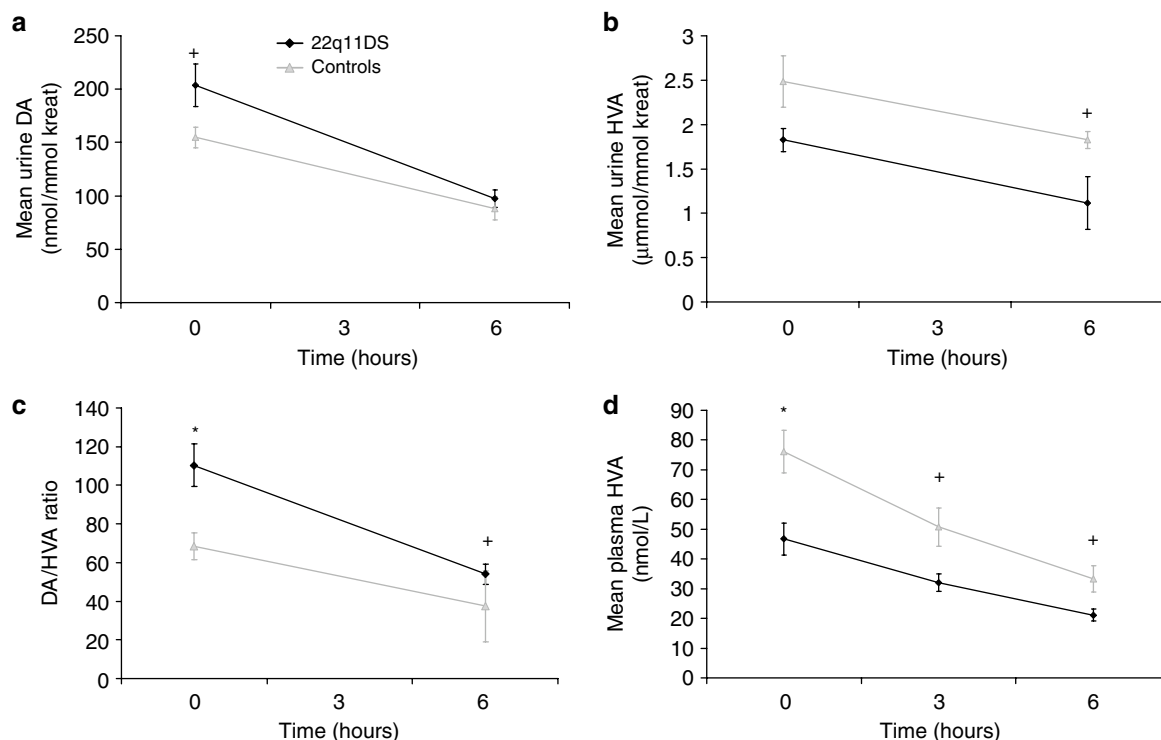 a
Mean urine DA
(nmol/mmol kreat)
250
200
150
100
50
0
+
22q11DS
Controls
0
3
6
Time (hours)
b
Mean urine HVA
(μmmol/mmol kreat)
3
2.5
2
1.5
1
0.5
0
+
0
3
6
Time (hours)
c
DA/HVA ratio
140
120
100
80
60
40
20
0
*
+
0
3
6
Time (hours)
d
Mean plasma HVA
(nmol/L)
90
80
70
60
50
40
30
20
10
0
*
+
+
0
3
6
Time (hours)